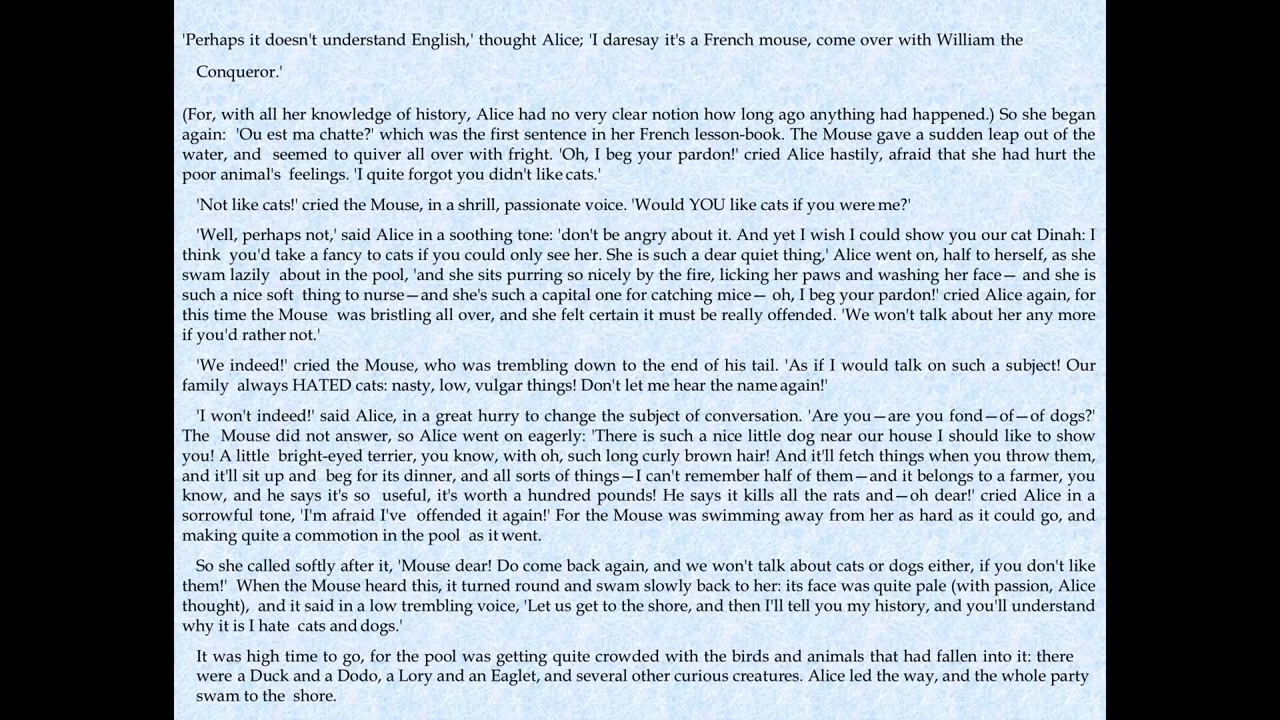 'Perhaps it doesn't understand English,' thought Alice; 'I daresay it's a French mouse, come over with William the
Conqueror.'
(For, with all her knowledge of history, Alice had no very clear notion how long ago anything had happened.) So she began
again: 'Ou est ma chatte?' which was the first sentence in her French lesson-book. The Mouse gave a sudden leap out of the
water, and seemed to quiver all over with fright. 'Oh, I beg your pardon!' cried Alice hastily, afraid that she had hurt the
poor animal's feelings. 'I quite forgot you didn't like cats.'
'Not like cats!' cried the Mouse, in a shrill, passionate voice. 'Would YOU like cats if you were me?'
'Well, perhaps not,' said Alice in a soothing tone: 'don't be angry about it. And yet I wish I could show you our cat Dinah: I
think you'd take a fancy to cats if you could only see her. She is such a dear quiet thing,' Alice went on, half to herself, as she
swam lazily about in the pool, 'and she sits purring so nicely by the fire, licking her paws and washing her face— and she is
such a nice soft thing to nurse—and she's such a capital one for catching mice— oh, I beg your pardon!' cried Alice again, for
this time the Mouse was bristling all over, and she felt certain it must be really offended. 'We won't talk about her any more
if you'd rather not.'
'We indeed!' cried the Mouse, who was trembling down to the end of his tail. 'As if I would talk on such a subject! Our
family always HATED cats: nasty, low, vulgar things! Don't let me hear the name again!'
'I won't indeed!' said Alice, in a great hurry to change the subject of conversation. 'Are you—are you fond—of—of dogs?'
The Mouse did not answer, so Alice went on eagerly: 'There is such a nice little dog near our house I should like to show
you! A little bright-eyed terrier, you know, with oh, such long curly brown hair! And it'll fetch things when you throw them,
and it'll sit up and beg for its dinner, and all sorts of things—I can't remember half of them—and it belongs to a farmer, you
know, and he says it's so useful, it's worth a hundred pounds! He says it kills all the rats and—oh dear!' cried Alice in a
sorrowful tone, 'I'm afraid I've offended it again!' For the Mouse was swimming away from her as hard as it could go, and
making quite a commotion in the pool as it went.
So she called softly after it, 'Mouse dear! Do come back again, and we won't talk about cats or dogs either, if you don't like
them!' When the Mouse heard this, it turned round and swam slowly back to her: its face was quite pale (with passion, Alice
thought), and it said in a low trembling voice, 'Let us get to the shore, and then I'll tell you my history, and you'll understand
why it is I hate cats and dogs.'
It was high time to go, for the pool was getting quite crowded with the birds and animals that had fallen into it: there
were a Duck and a Dodo, a Lory and an Eaglet, and several other curious creatures. Alice led the way, and the whole party
swam to the shore.